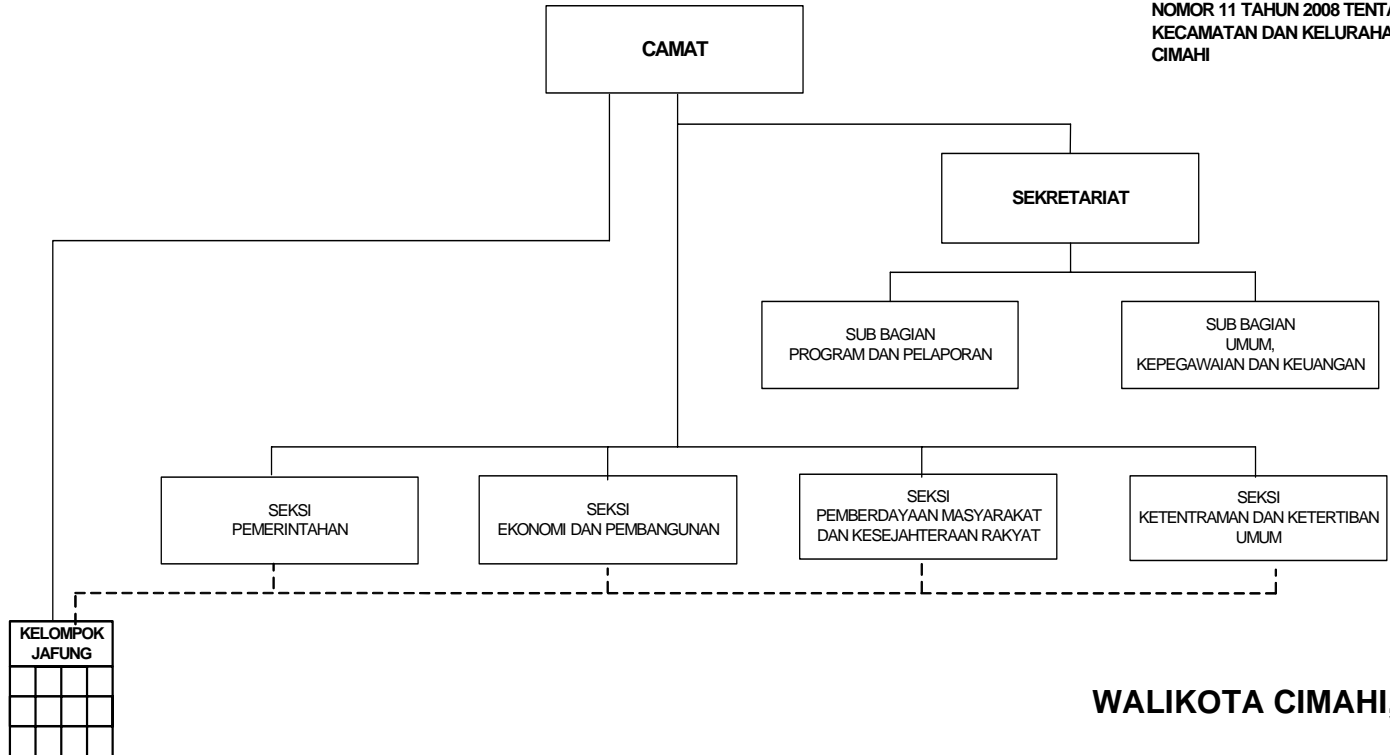 NOMOR 11 TAHUN 2008
KECAMATAN DAN
CIMAHI
CAMAT
SEKRETARIAT
SUB BAGIAN
PROGRAM DAN PELAPORAN
SUB BAGIAN
UMUM,
KEPEGAWAIAN DAN KEUANGAN
SEKSI
PEMERINTAHAN
SEKSI
EKONOMI DAN PEMBANGUNAN
SEKSI
PEMBERDAYAAN MASYARAKAT
DAN KESEJAHTERAAN RAKYAT
SEKSI
KETENTRAMAN DAN KETERTIBAN
UMUM
KELOMPOK
JAFUNG
WALIKOTA CIMAHI,